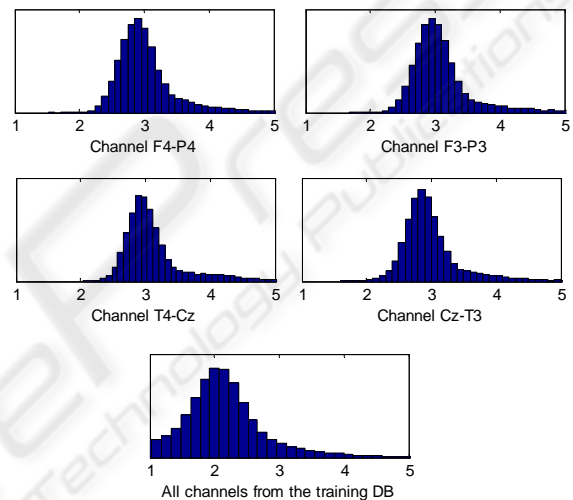 1 2 3 4 5
Channel F4-P4
1 2 3 4 5
Channel F3-P3
1 2 3 4 5
Channel T4-Cz
1 2 3 4 5
Channel Cz-T3
1 2 3 4 5
All channels from the training DB
Technology Publications